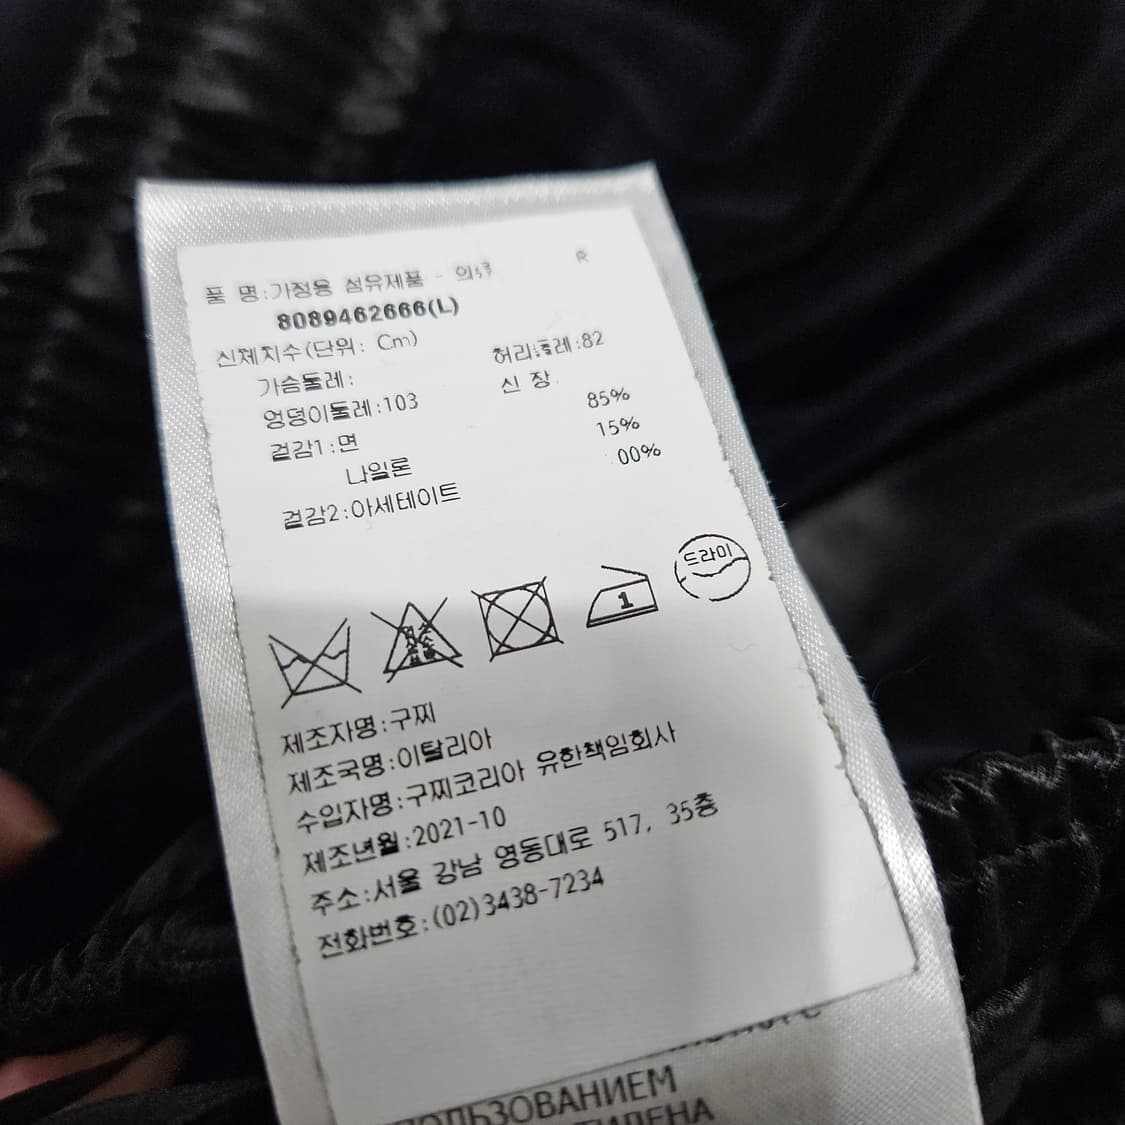 품 명:가정용 섬유제품 - 의류 R
8089462666(L)
신체치수(단위: Cm)
가슴둘레: 허리둘레:82
엉덩이둘레:103 신 장
겉감1:면 85%
나일론 15%
겉감2:아세테이트 00%
드라이
1
제조자명:구찌
제조국명:이탈리아
수입자명:구찌코리아 유한책임회사
제조년월:2021-10
주소:서울 강남 영동대로 517, 35층
전화번호:(02)3438-7234
ПОЛЬЗОВАНИЕМ